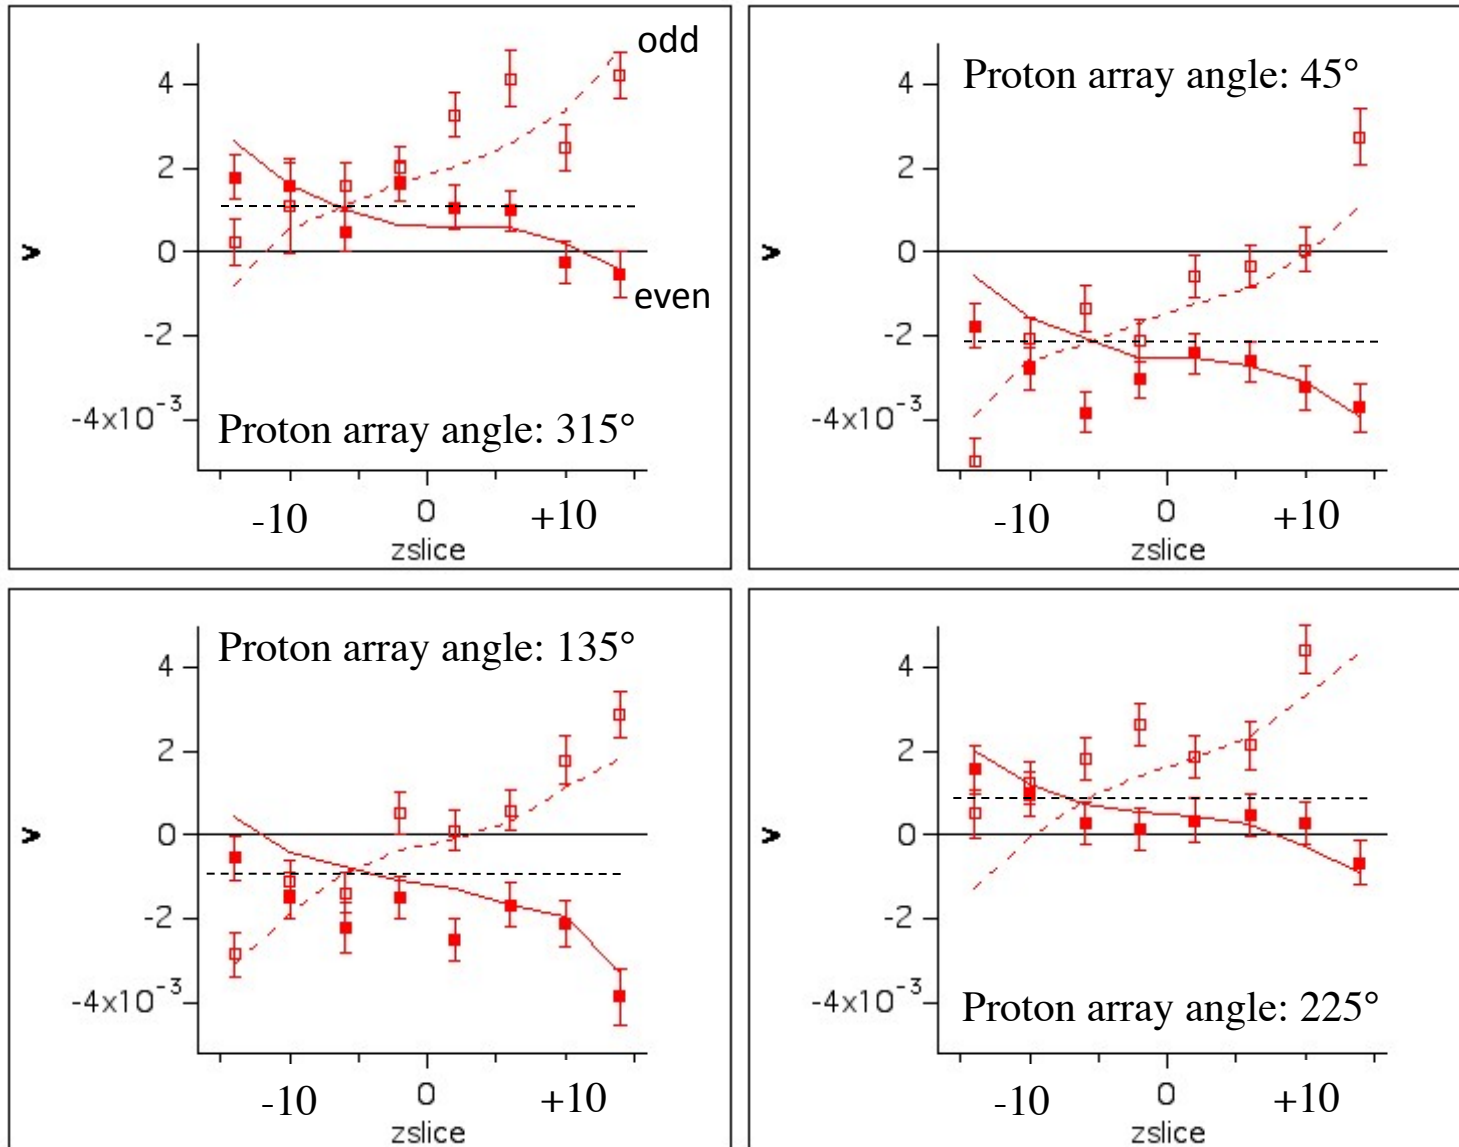 odd
4
2
v
0
-2
even
-4x10⁻³
Proton array angle: 315°
-10
0
+10
zslice
Proton array angle: 45°
4
2
v
0
-2
-4x10⁻³
-10
0
+10
zslice
Proton array angle: 135°
4
2
v
0
-2
-4x10⁻³
-10
0
+10
zslice
4
2
v
0
-2
-4x10⁻³
Proton array angle: 225°
-10
0
+10
zslice